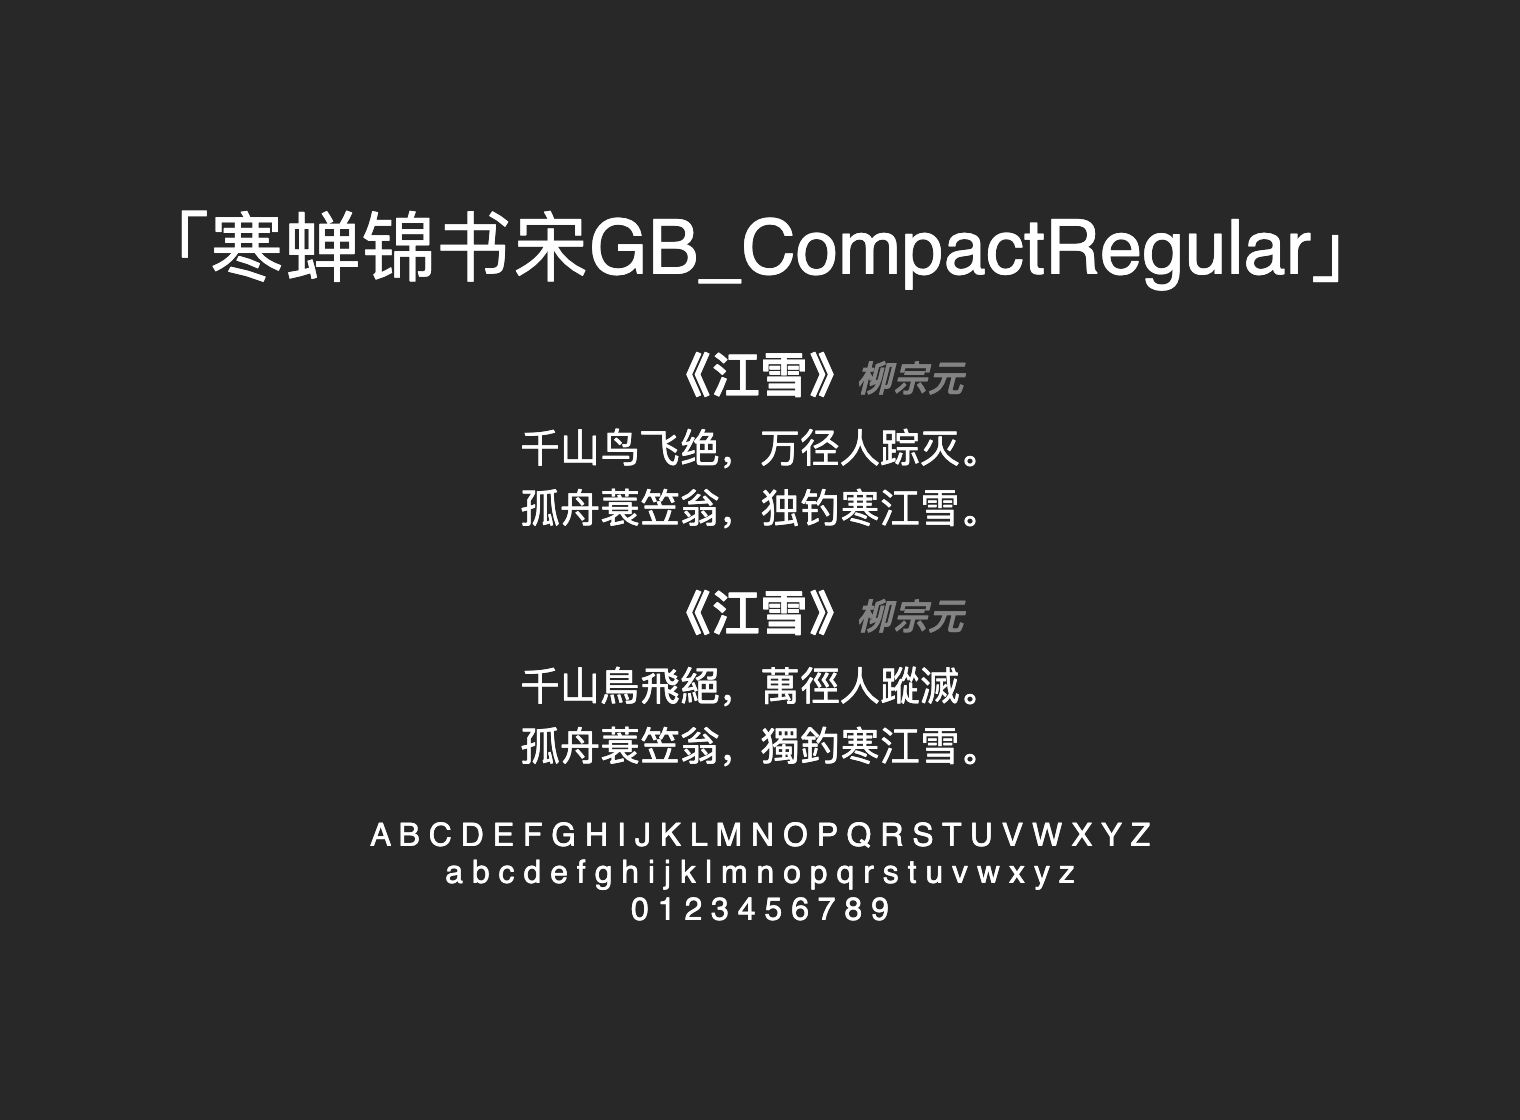 「寒蝉锦书宋GB_CompactRegular」
《江雪》 柳宗元
千山鸟飞绝，万径人踪灭。
孤舟蓑笠翁，独钓寒江雪。
《江雪》 柳宗元
千山鳥飛絕，萬徑人蹤滅。
孤舟蓑笠翁，獨釣寒江雪。
A B C D E F G H I J K L M N O P Q R S T U V W X Y Z
a b c d e f g h i j k l m n o p q r s t u v w x y z
0 1 2 3 4 5 6 7 8 9